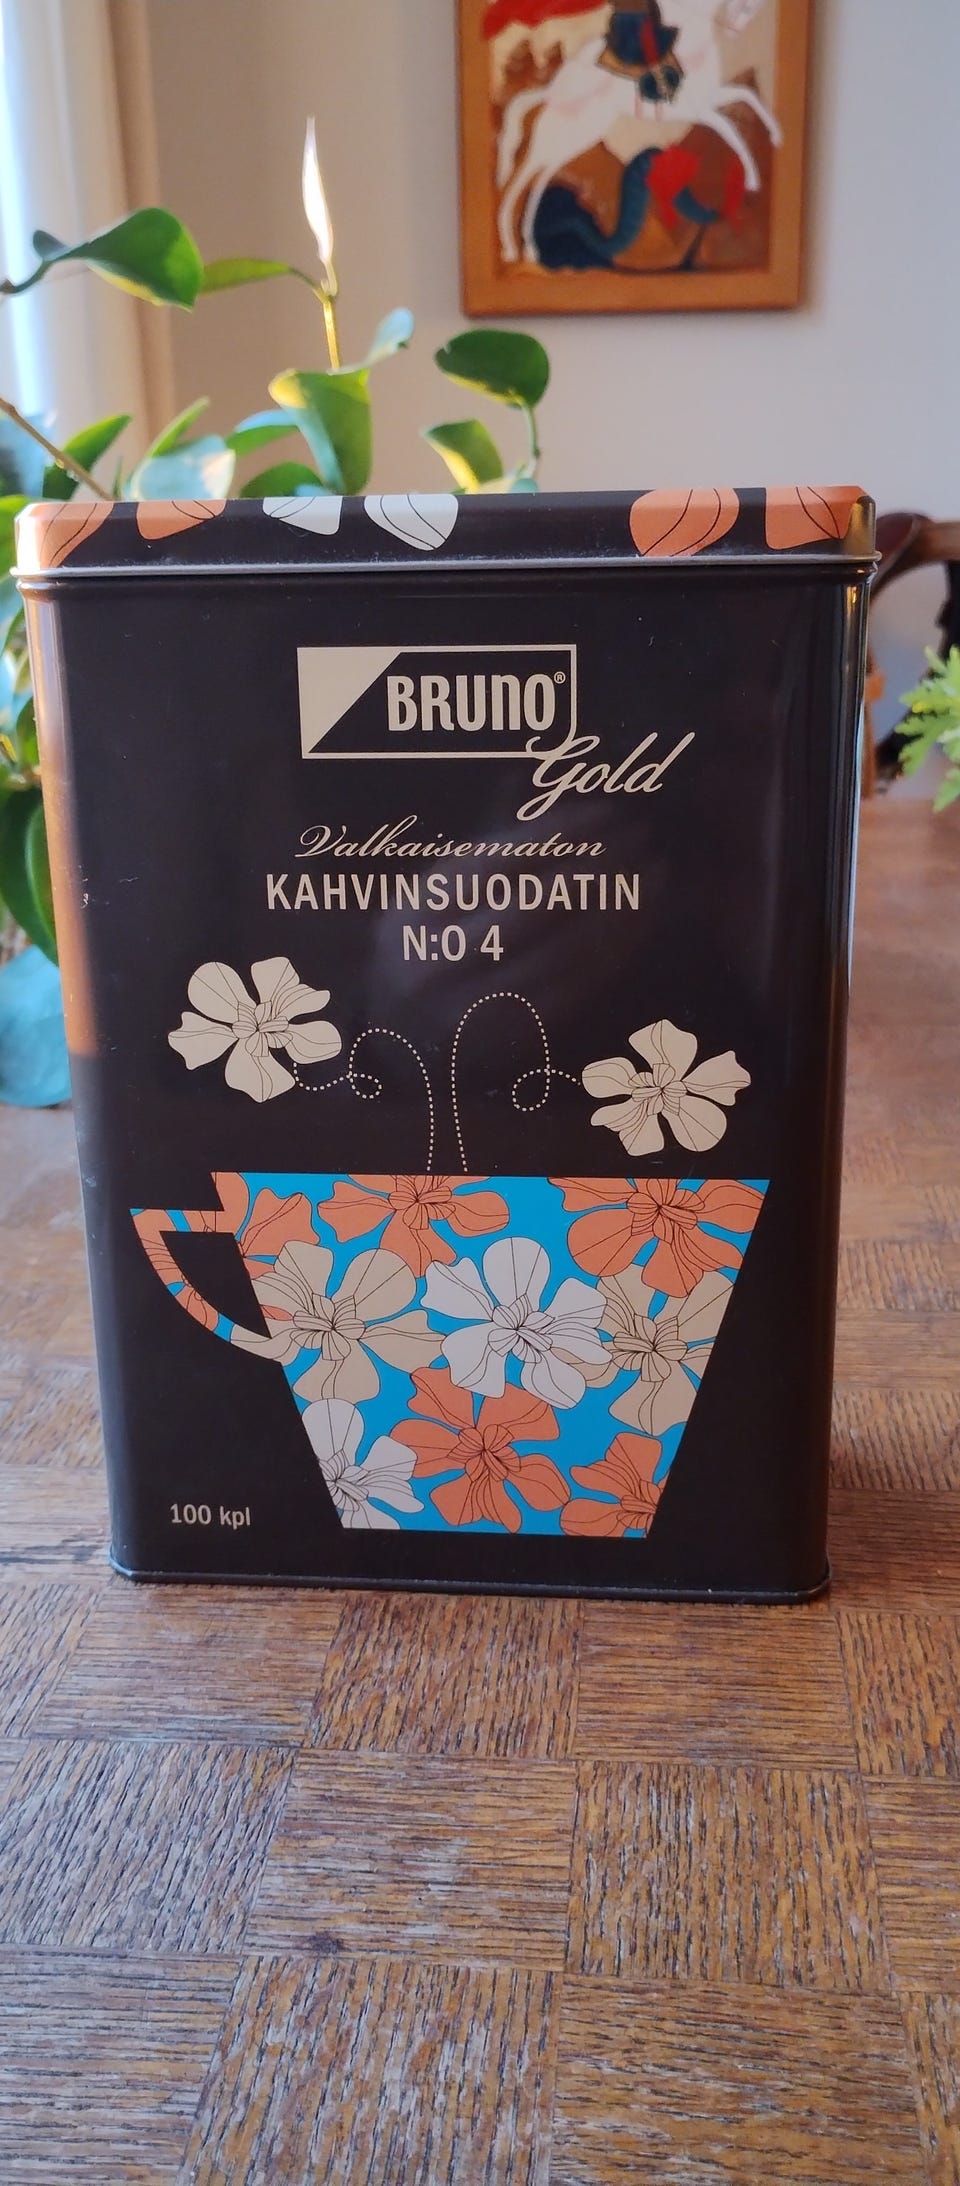 BRUNO®
Gold
Valkaisematon
KAHVINSUODATIN
N:O 4
100 kpl